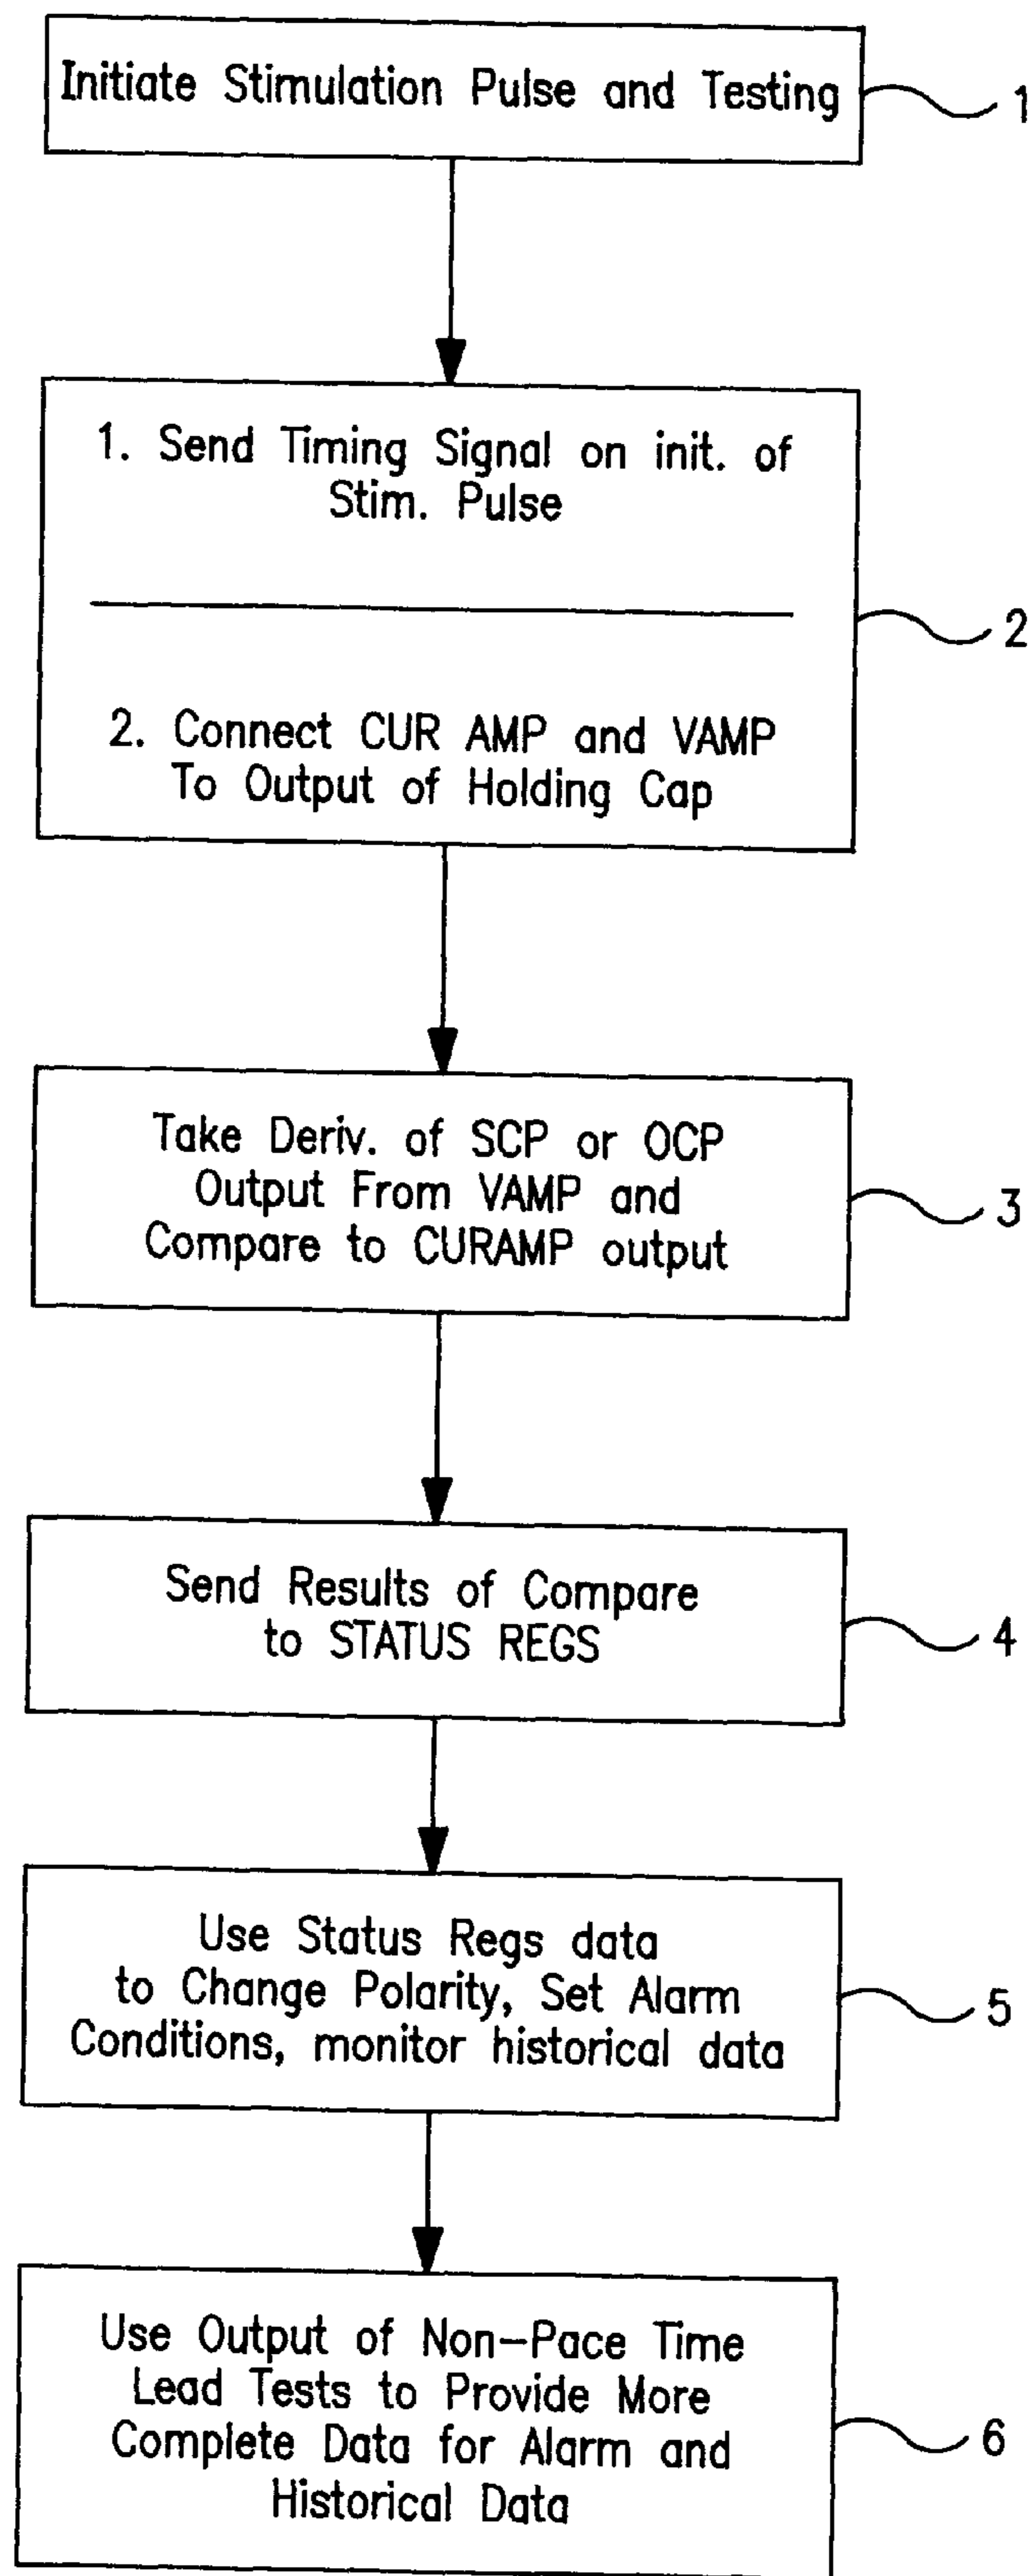 Initiate Stimulation Pulse and Testing
1
1. Send Timing Signal on init. of
Stim. Pulse
2
2. Connect CUR AMP and VAMP
To Output of Holding Cap
Take Deriv. of SCP or OCP
Output From VAMP and
Compare to CURAMP output
3
Send Results of Compare
to STATUS REGS
4
Use Status Regs data
to Change Polarity, Set Alarm
Conditions, monitor historical data
5
Use Output of Non-Pace Time
Lead Tests to Provide More
Complete Data for Alarm and
Historical Data
6